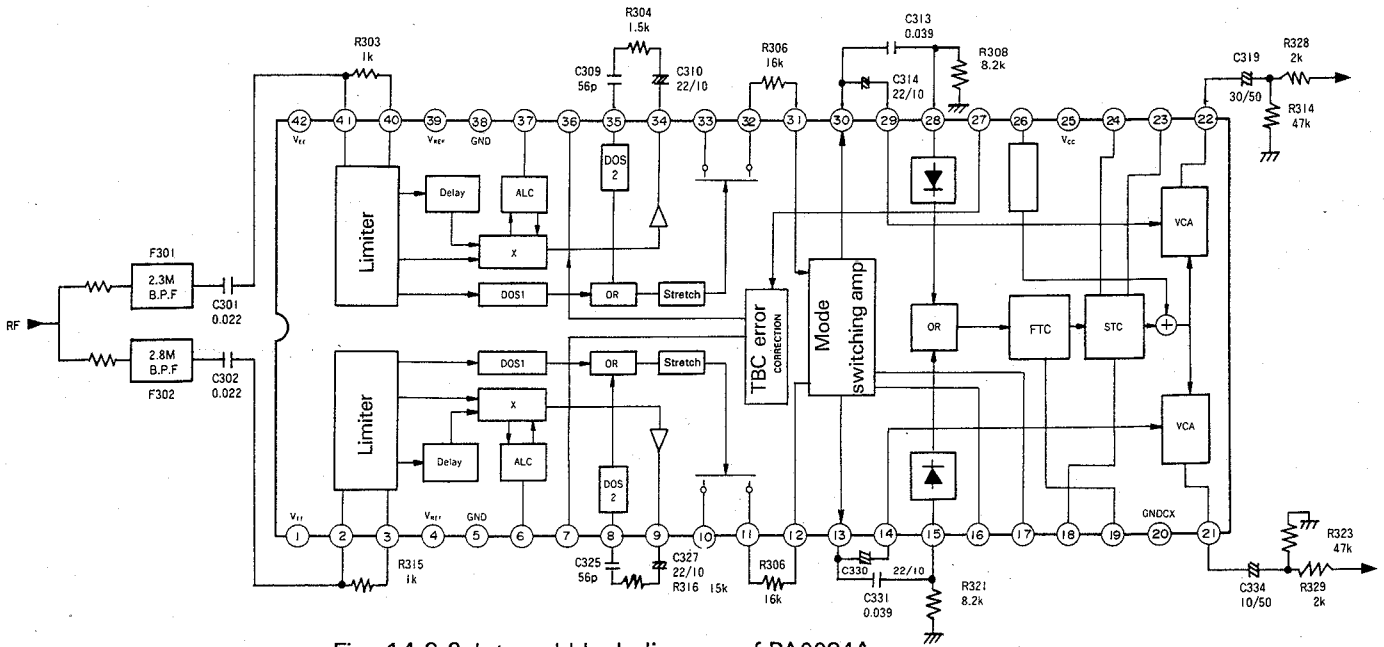 R304
1.5k
C313
0.039
R303
1k
C309
56p
C310
22/10
R306
16k
C314
22/10
R308
8.2k
C319
30/50
R328
2k
R314
47k
42
41
40
39
38
37
36
35
34
33
32
31
30
29
28
27
26
25
24
23
22
GND
VCC
DOS
2
Delay
ALC
Limiter
X
DOS1
OR
Stretch
VCA
F301
2.3M
B.P.F
C301
0.022
RF
2.8M
B.P.F
F302
C302
0.022
TBC error
CORRECTION
Mode
switching amp
OR
FTC
STC
+
Limiter
DOS1
OR
Stretch
X
Delay
ALC
DOS
2
VCA
GND
GNDCX
1
2
3
4
5
6
7
8
9
10
11
12
13
14
15
16
17
18
19
20
21
R315
1k
C325
56p
C327
22/10
R316
15k
R306
16k
C330
22/10
C331
0.039
R321
8.2k
R323
47k
C334
10/50
R329
2k